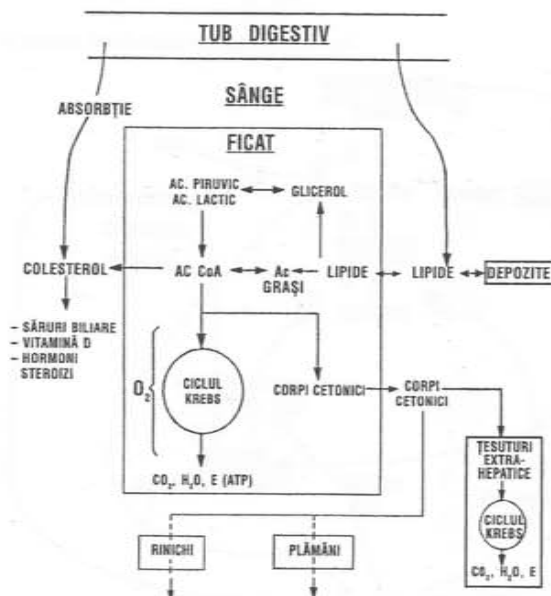 TUB DIGESTIV
ABSORBȚIE
SÂNGE
FICAT
AC. PIRUVIC
AC. LACTIC
GLICEROL
COLESTEROL
AC CoA
Ac
GRAȘI
LIPIDE
LIPIDE
DEPOZITE
– SĂRURI BILIARE
– VITAMINĂ D
– HORMONI
STEROIZI
O₂
CICLUL
KREBS
CORPI CETONICI
CORPI
CETONICI
CO₂, H₂O, E (ATP)
ȚESUTURI
EXTRA-
HEPATICE
CICLUL
KREBS
CO₂, H₂O, E
RINICHI
PLĂMÂNI